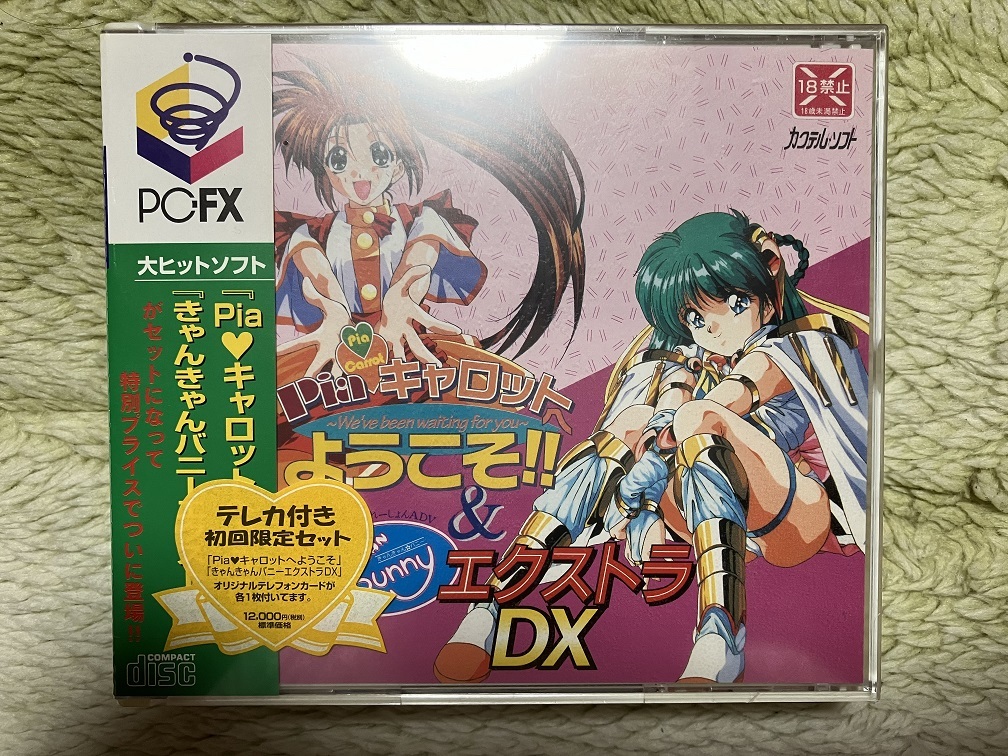 PC-FX
大ヒットソフト
『Pia♥キャロット
『きゃんきゃんバニー
がセットになって
特別プライスでついに登場!!
テレカ付き
初回限定セット
「Pia♥キャロットへようこそ」
「きゃんきゃんバニーエクストラDX」
オリジナルテレフォンカードが
各1枚付いてます。
12,000円(税別)
標準価格
COMPACT
disc
18禁止
18歳未満禁止
カクテル・ソフト
Pia
Carrot
Pia♥キャロットへ
~We've been waiting for you~
ようこそ!!
&
bunny
エクストラ
DX